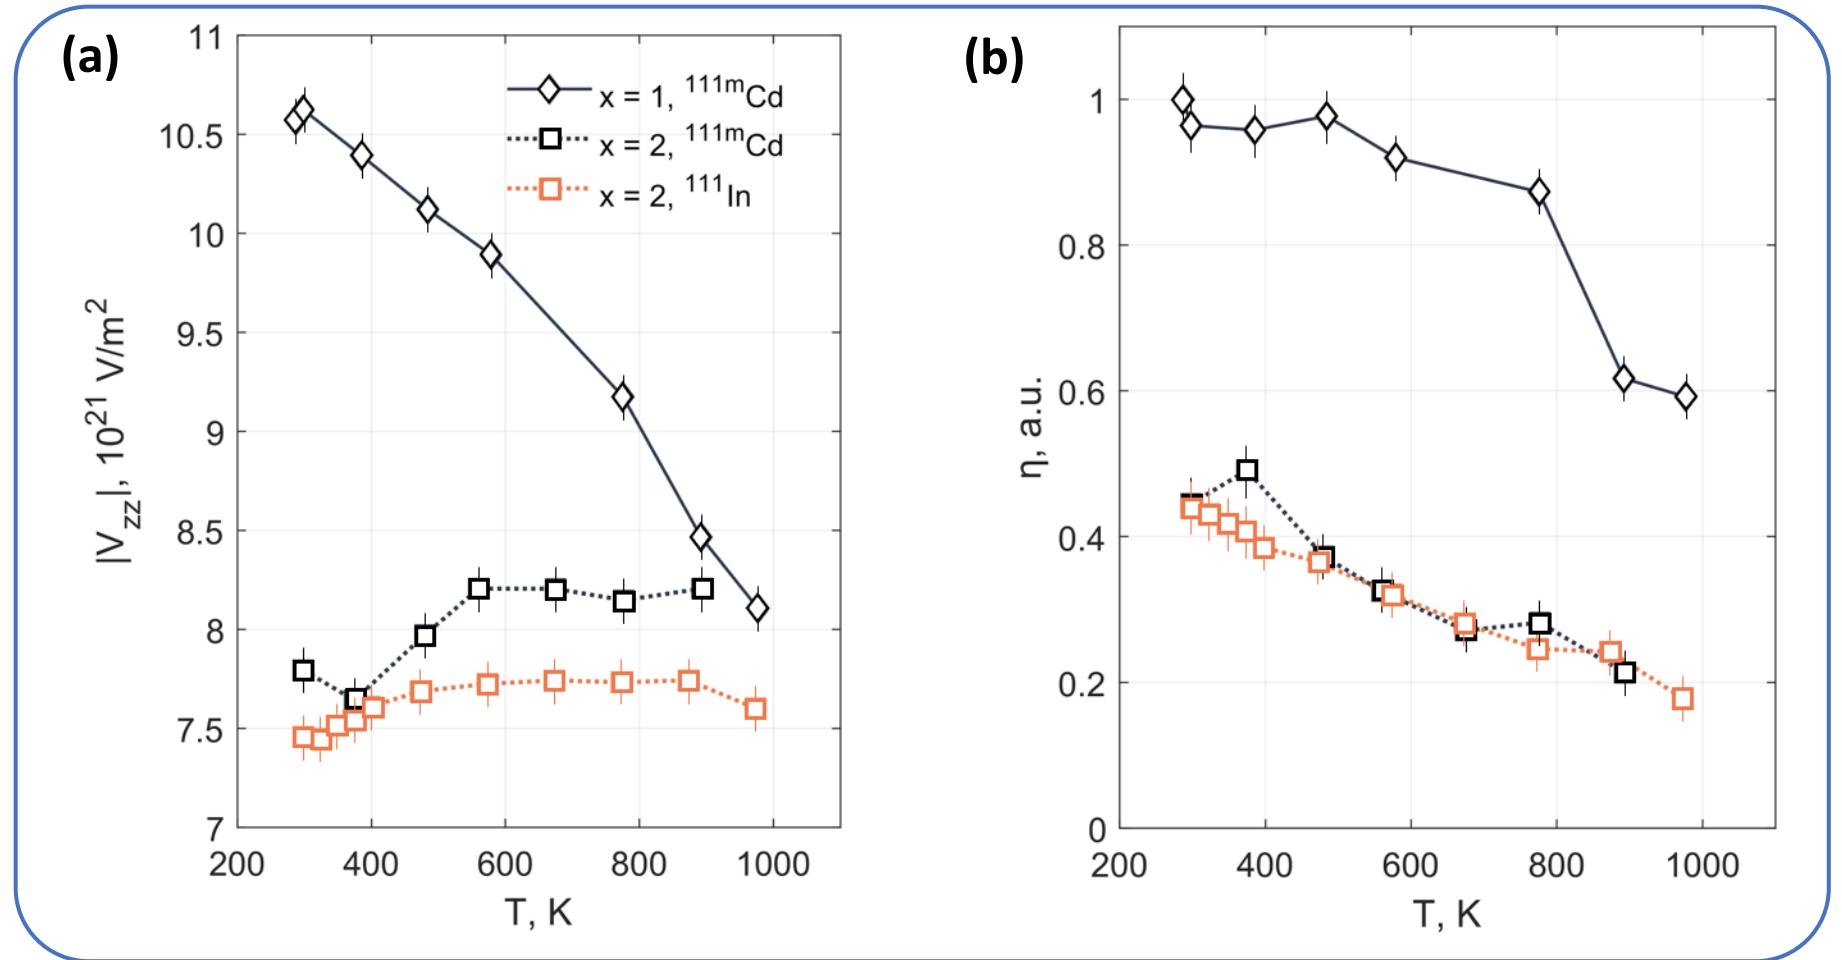 (a)
11
10.5
10
9.5
9
8.5
8
7.5
7
200 400 600 800 1000
T, K
|V_zz|, 10^21 V/m^2
x = 1, ^111mCd
x = 2, ^111mCd
x = 2, ^111In
(b)
1
0.8
0.6
0.4
0.2
0
200 400 600 800 1000
T, K
η, a.u.